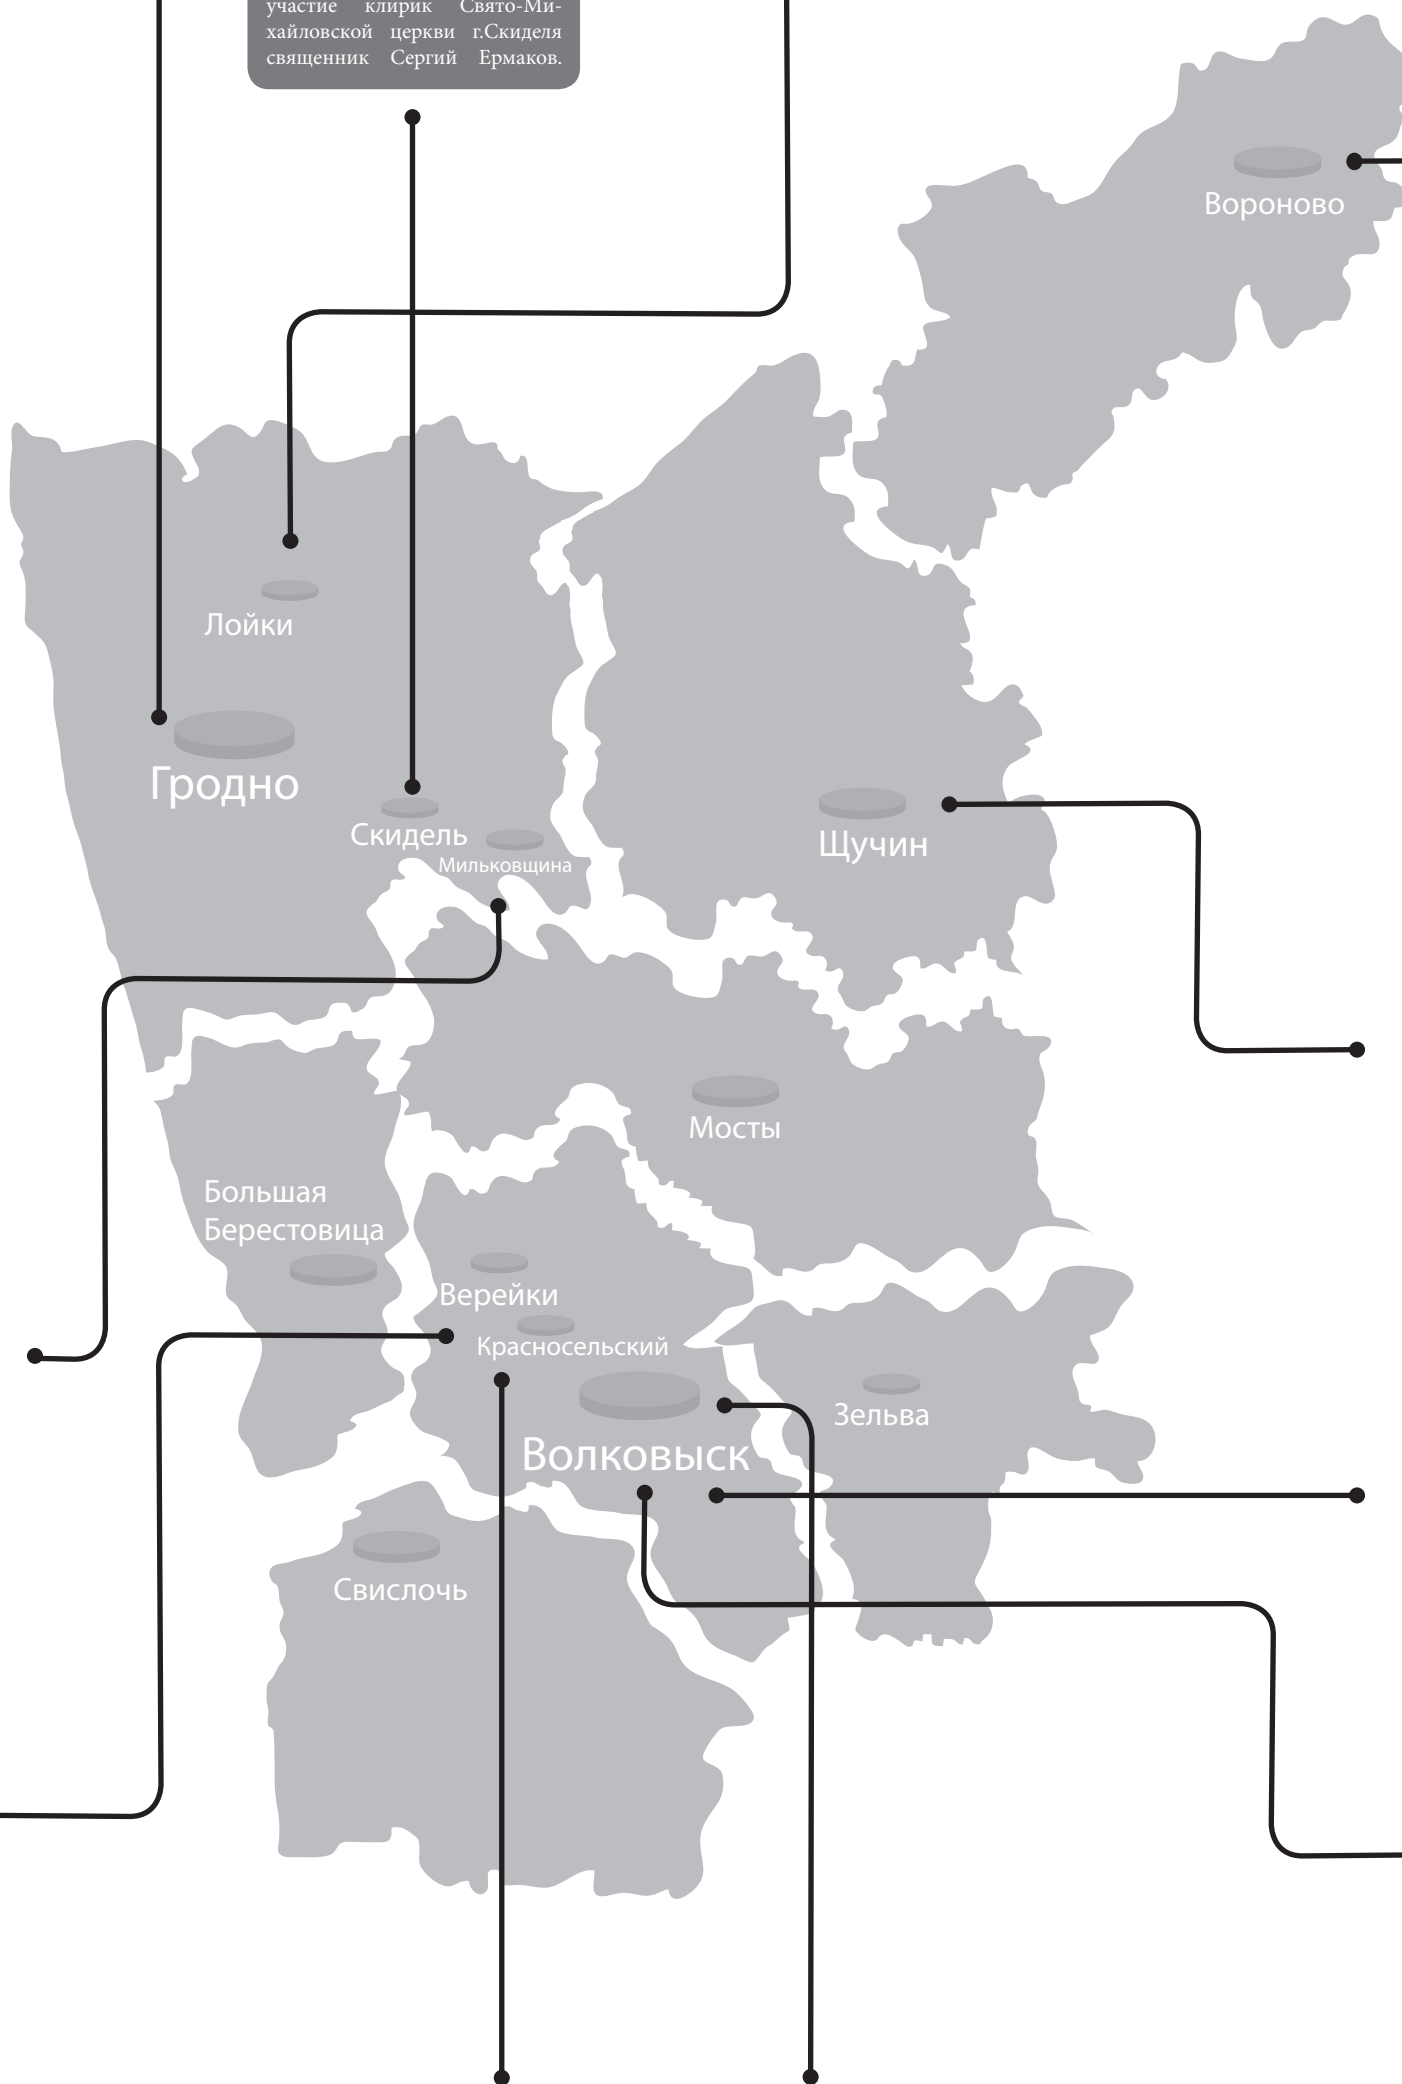 участие клирик Свято-Ми-
хайловской церкви г.Скиделя
священник Сергий Ермаков.
Вороново
Лойки
Гродно
Скидель
Мильковщина
Щучин
Мосты
Большая
Берестовица
Верейки
Красносельский
Зельва
Волковыск
Свислочь